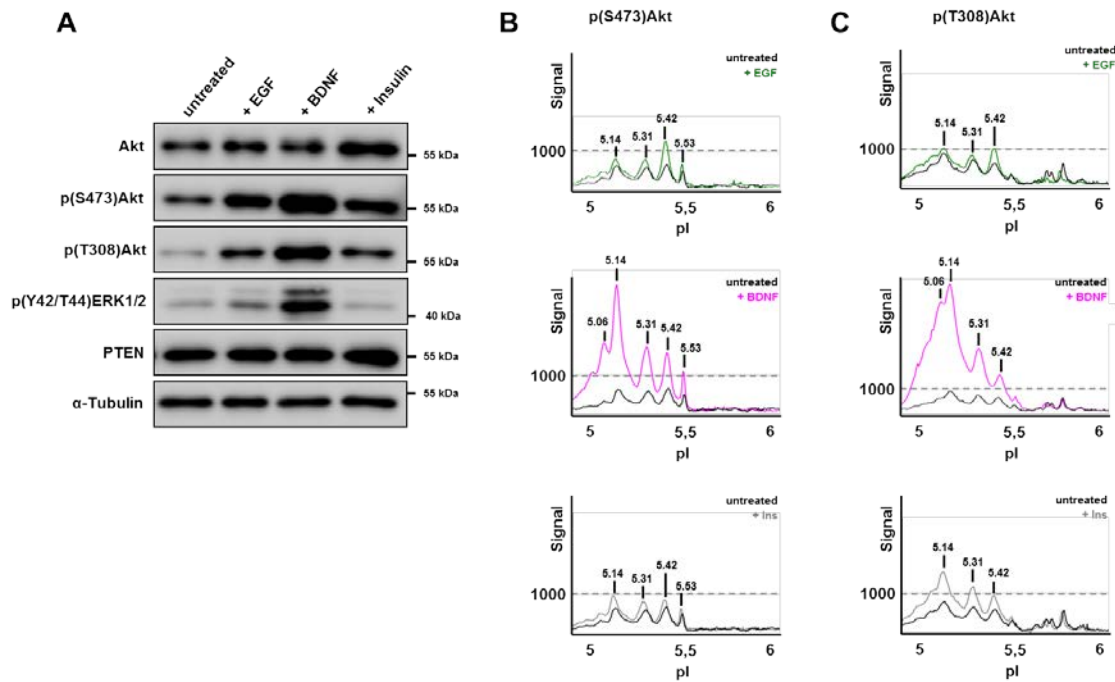 A
untreated
+ EGF
+ BDNF
+ Insulin
Akt
55 kDa
p(S473)Akt
55 kDa
p(T308)Akt
55 kDa
p(Y42/T44)ERK1/2
40 kDa
PTEN
55 kDa
α-Tubulin
55 kDa
B
p(S473)Akt
Signal
untreated
+ EGF
1000
5.14
5.31
5.42
5.53
5
5,5
6
pI
Signal
untreated
+ BDNF
1000
5.06
5.14
5.31
5.42
5.53
5
5,5
6
pI
Signal
untreated
+ Ins
1000
5.14
5.31
5.42
5.53
5
5,5
6
pI
C
p(T308)Akt
Signal
untreated
+ EGF
1000
5.14
5.31
5.42
5
5,5
6
pI
Signal
untreated
+ BDNF
1000
5.06
5.14
5.31
5.42
5
5,5
6
pI
Signal
untreated
+ Ins
1000
5.14
5.31
5.42
5
5,5
6
pI